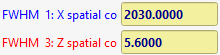 FWHM 1: X spatial co 2030.0000
FWHM 3: Z spatial co 5.6000